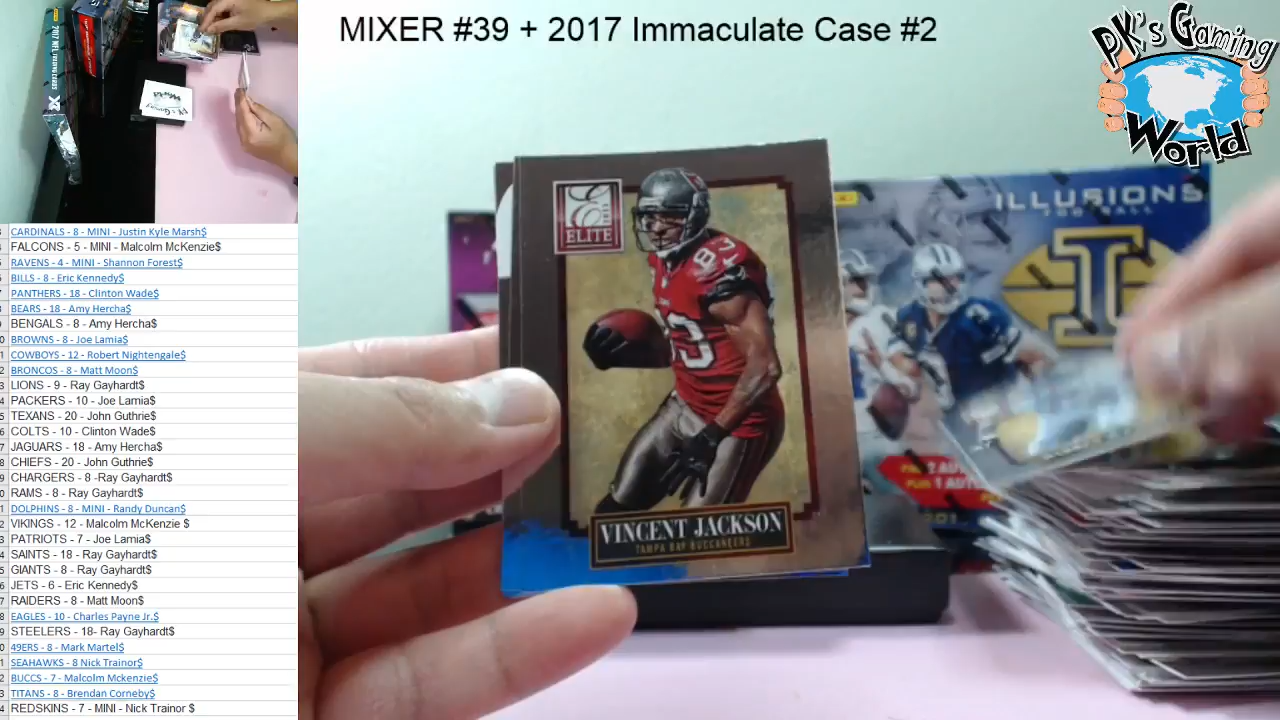 MIXER #39 + 2017 Immaculate Case #2
PK's Gaming
World
CARDINALS - 8 - MINI - Justin Kyle Marsh$
FALCONS - 5 - MINI - Malcolm McKenzie$
RAVENS - 4 - MINI - Shannon Forest$
BILLS - 8 - Eric Kennedy$
PANTHERS - 18 - Clinton Wade$
BEARS - 18 - Amy Hercha$
BENGALS - 8 - Amy Hercha$
BROWNS - 8 - Joe Lamia$
COWBOYS - 12 - Robert Nightengale$
BRONCOS - 8 - Matt Moon$
LIONS - 9 - Ray Gayhardt$
PACKERS - 10 - Joe Lamia$
TEXANS - 20 - John Guthrie$
COLTS - 10 - Clinton Wade$
JAGUARS - 18 - Amy Hercha$
CHIEFS - 20 - John Guthrie$
CHARGERS - 8 -Ray Gayhardt$
RAMS - 8 - Ray Gayhardt$
DOLPHINS - 8 - MINI - Randy Duncan$
VIKINGS - 12 - Malcolm McKenzie $
PATRIOTS - 7 - Joe Lamia$
SAINTS - 18 - Ray Gayhardt$
GIANTS - 8 - Ray Gayhardt$
JETS - 6 - Eric Kennedy$
RAIDERS - 8 - Matt Moon$
EAGLES - 10 - Charles Payne Jr.$
STEELERS - 18- Ray Gayhardt$
49ERS - 8 - Mark Martel$
SEAHAWKS - 8 Nick Trainor$
BUCCS - 7 - Malcolm Mckenzie$
TITANS - 8 - Brendan Corneby$
REDSKINS - 7 - MINI - Nick Trainor $
ELITE
83
VINCENT JACKSON
TAMPA BAY BUCCANEERS
ILLUSIONS
FOOTBALL
I
2017 NFL TRADING CARDS